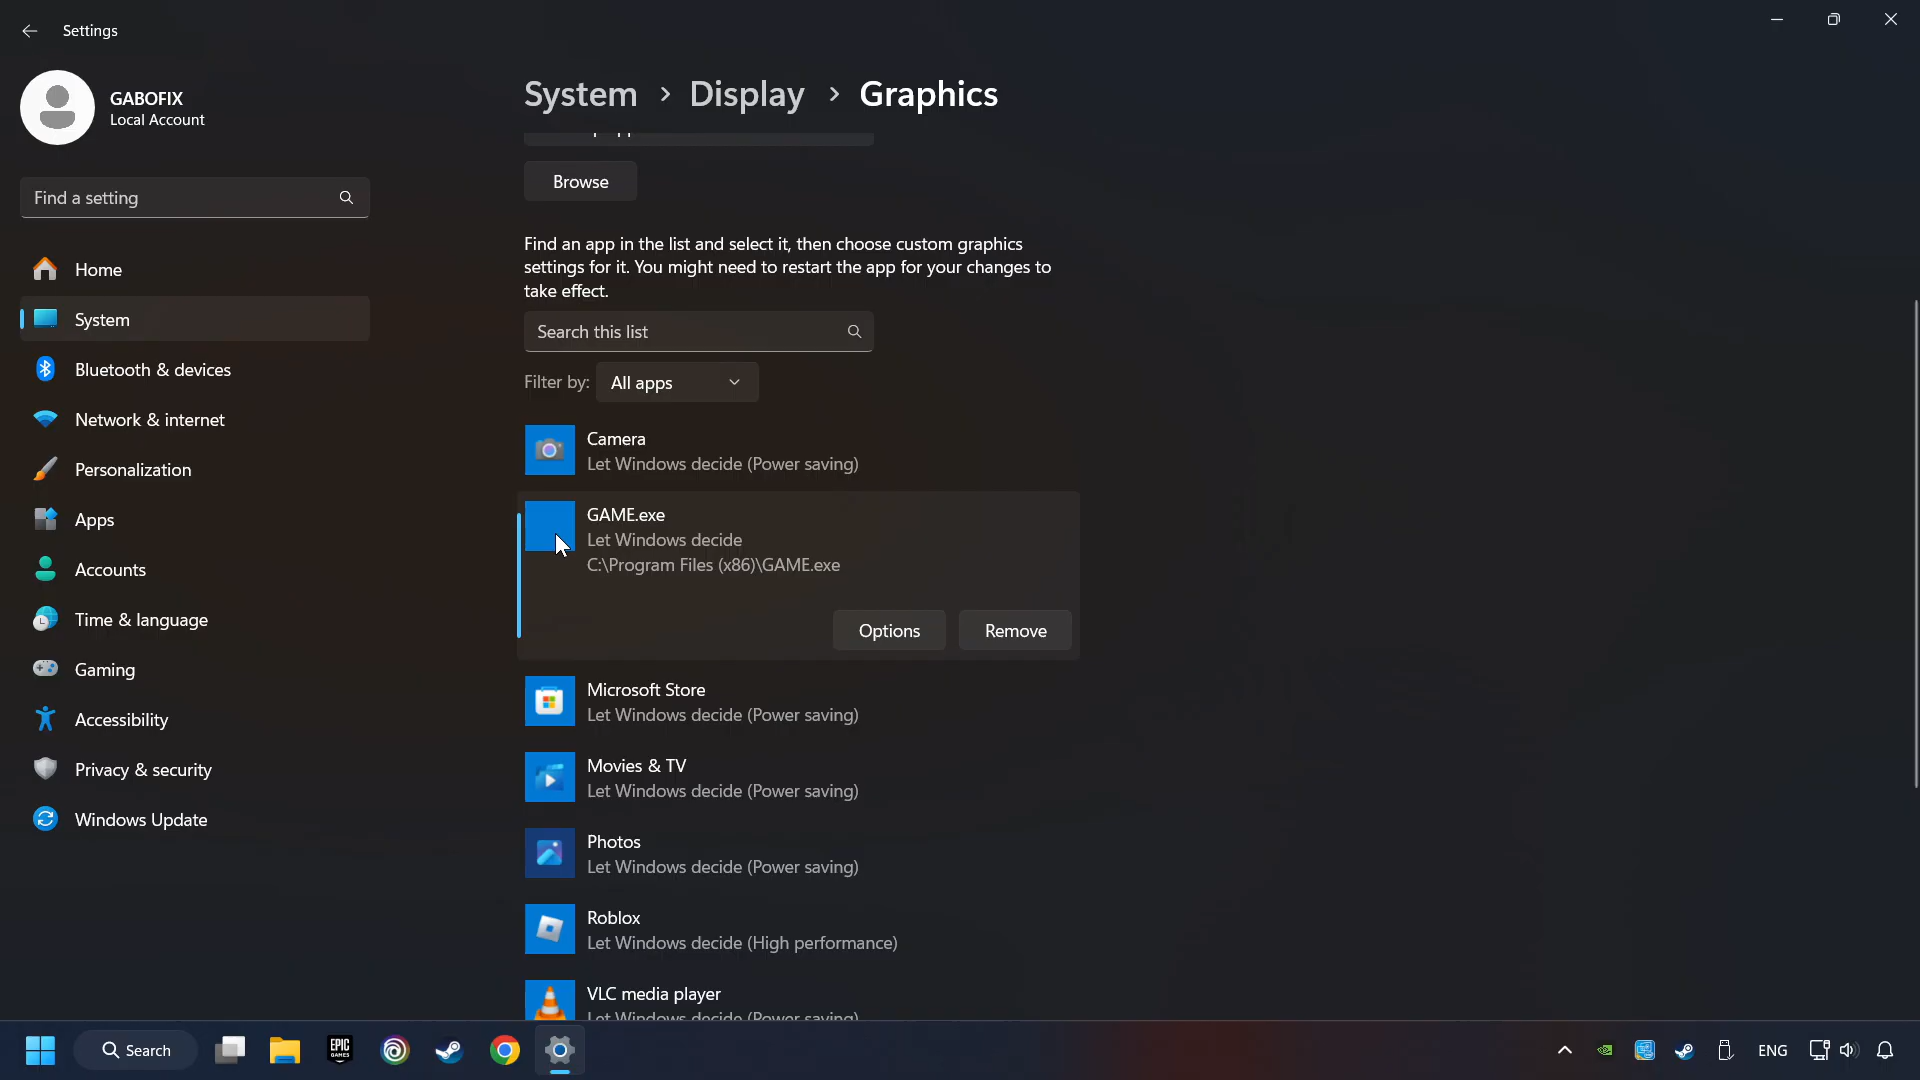 Settings
GABOFIX
Local Account
Find a setting
Home
System
Bluetooth & devices
Network & internet
Personalization
Apps
Accounts
Time & language
Gaming
Accessibility
Privacy & security
Windows Update
System > Display > Graphics
Browse
Find an app in the list and select it, then choose custom graphics
settings for it. You might need to restart the app for your changes to
take effect.
Search this list
Filter by: All apps
Camera
Let Windows decide (Power saving)
GAME.exe
Let Windows decide
C:\Program Files (x86)\GAME.exe
Options Remove
Microsoft Store
Let Windows decide (Power saving)
Movies & TV
Let Windows decide (Power saving)
Photos
Let Windows decide (Power saving)
Roblox
Let Windows decide (High performance)
VLC media player
Let Windows decide (Power saving)
Search
EPIC
GAMES
ENG